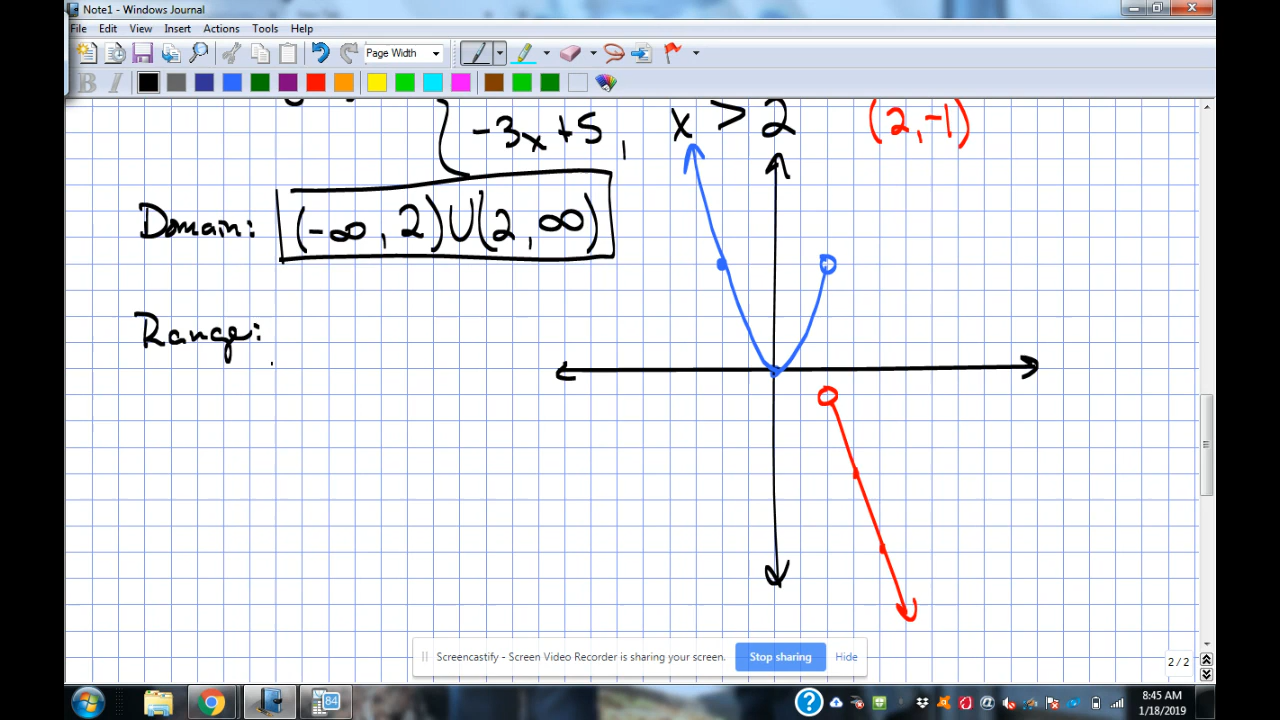 Note1 - Windows Journal
File Edit View Insert Actions Tools Help
Page Width
B I
-3x+5, x > 2 (2,-1)
Domain: (-∞, 2)∪(2, ∞)
Range:
Screencastify - Screen Video Recorder is sharing your screen. Stop sharing Hide
2 / 2
84
8:45 AM
1/18/2019